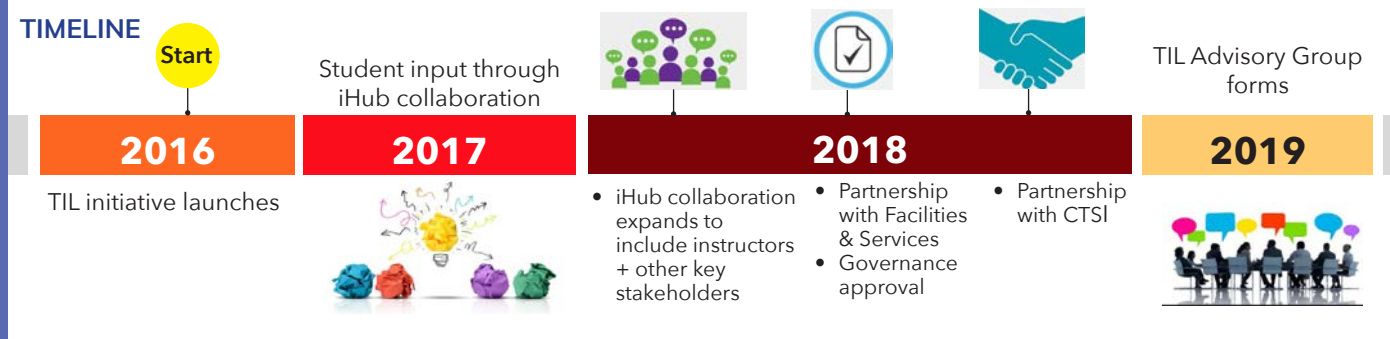 TIMELINE
Start
Student input through
iHub collaboration
TIL Advisory Group
forms
2016
2017
2018
2019
TIL initiative launches
• iHub collaboration
expands to
include instructors
+ other key
stakeholders
• Partnership
with Facilities
& Services
• Governance
approval
• Partnership
with CTSI